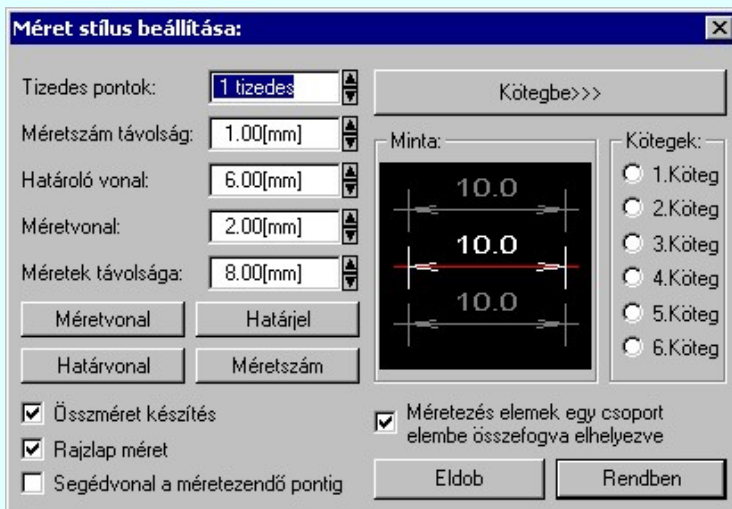 Méret stílus beállítása:
Tizedes pontok: 1 tizedes
Méretszám távolság: 1.00[mm]
Határoló vonal: 6.00[mm]
Méretvonal: 2.00[mm]
Méretek távolsága: 8.00[mm]
Méretvonal Határjel
Határvonal Méretszám
Összméret készítés
Rajzlap méret
Segédvonal a méretezendő pontig
Kötegbe>>>
Minta:
10.0
10.0
10.0
Kötegek:
1.Köteg
2.Köteg
3.Köteg
4.Köteg
5.Köteg
6.Köteg
Méretezés elemek egy csoport
elembe összefogva elhelyezve
Eldob Rendben